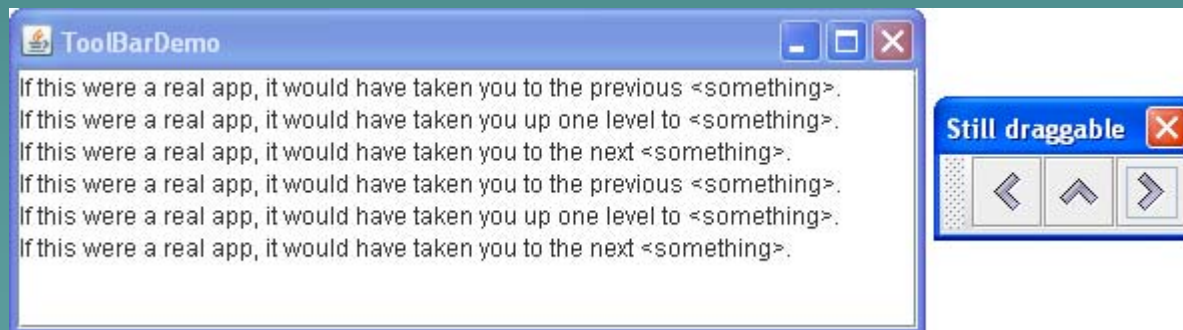 ToolBarDemo
If this were a real app, it would have taken you to the previous <something>.
If this were a real app, it would have taken you up one level to <something>.
If this were a real app, it would have taken you to the next <something>.
If this were a real app, it would have taken you to the previous <something>.
If this were a real app, it would have taken you up one level to <something>.
If this were a real app, it would have taken you to the next <something>.
Still draggable